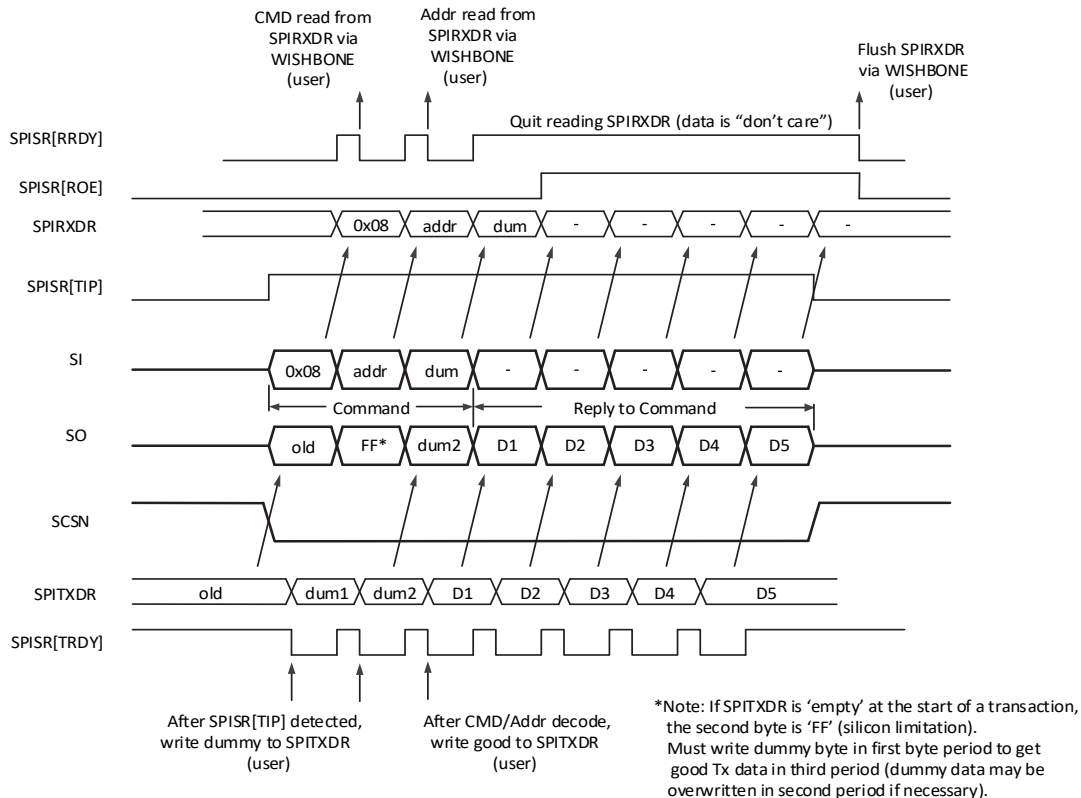 CMD read from
SPIRXDR via
WISHBONE
(user)
Addr read from
SPIRXDR via
WISHBONE
(user)
Flush SPIRXDR
via WISHBONE
(user)
Quit reading SPIRXDR (data is “don’t care”)
SPISR[RRDY]
SPISR[ROE]
SPIRXDR 0x08 addr dum - - - - -
SPISR[TIP]
SI 0x08 addr dum - - - - -
Command Reply to Command
SO old FF* dum2 D1 D2 D3 D4 D5
SCSN
SPITXDR old dum1 dum2 D1 D2 D3 D4 D5
SPISR[TRDY]
After SPISR[TIP] detected,
write dummy to SPITXDR
(user)
After CMD/Addr decode,
write good to SPITXDR
(user)
*Note: If SPITXDR is ‘empty’ at the start of a transaction,
the second byte is ‘FF’ (silicon limitation).
Must write dummy byte in first byte period to get
good Tx data in third period (dummy data may be
overwritten in second period if necessary).